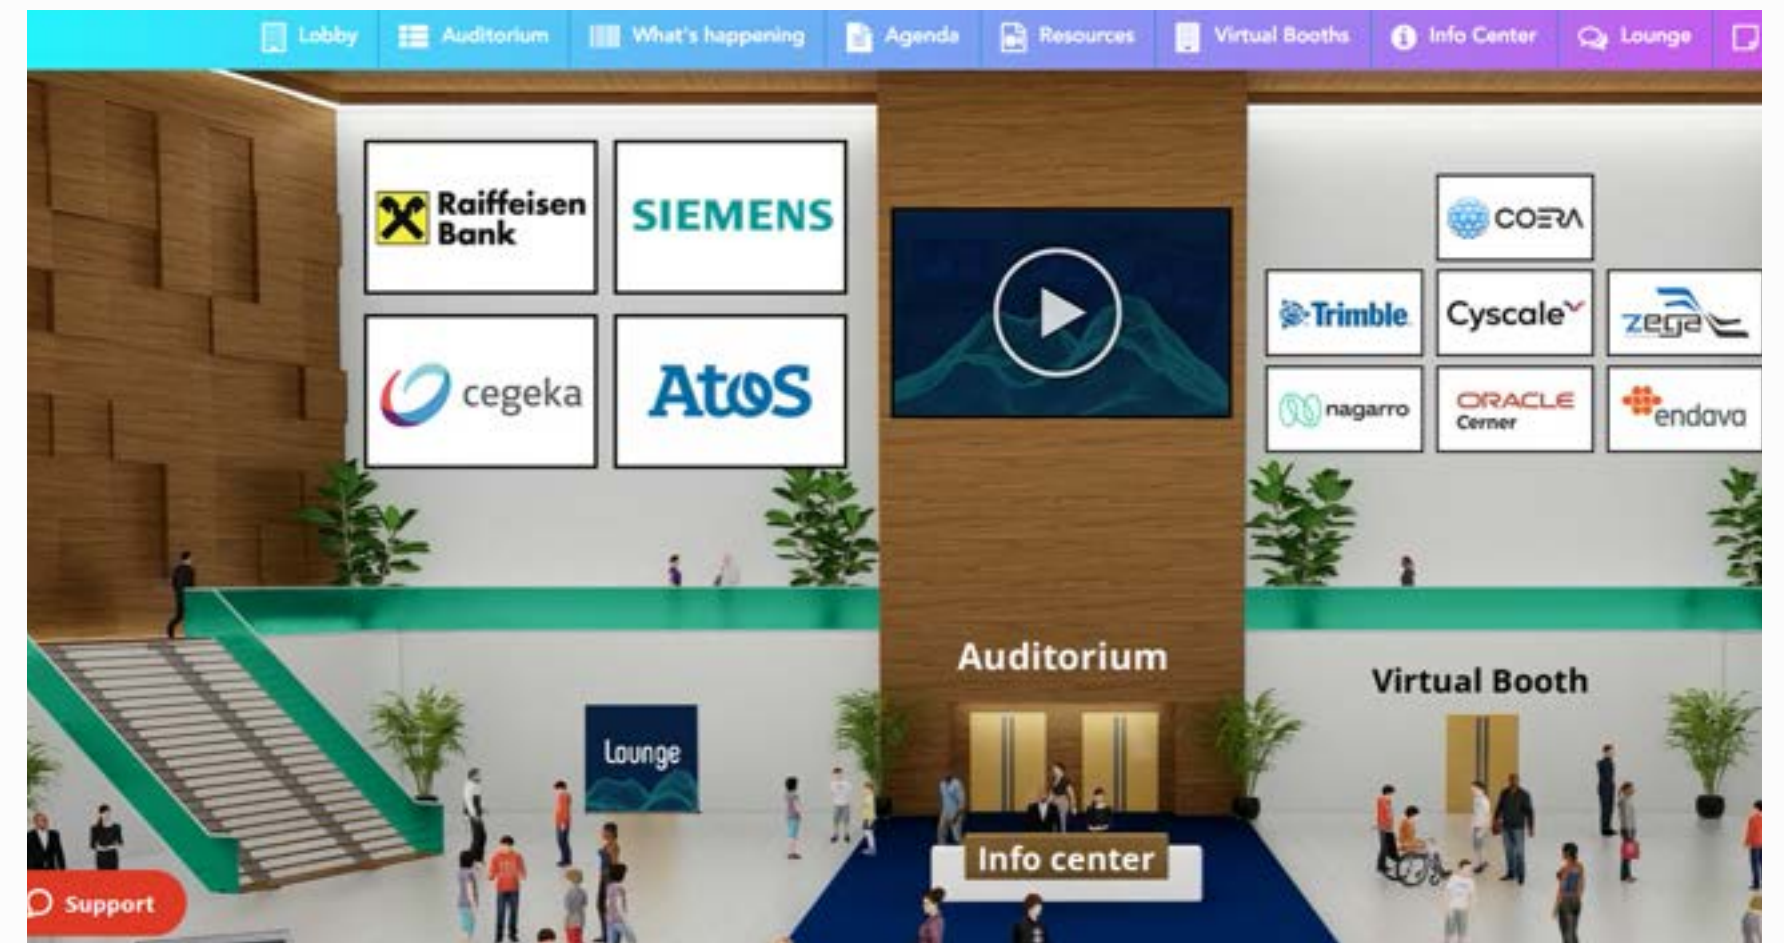 Lobby
Auditorium
What's happening
Agenda
Resources
Virtual Booths
Info Center
Lounge
Raiffeisen
Bank
SIEMENS
cegeka
Atos
COERA
Trimble
Cyscale
zega
nagarro
ORACLE
Cerner
endava
Auditorium
Virtual Booth
Lounge
Info center
Support